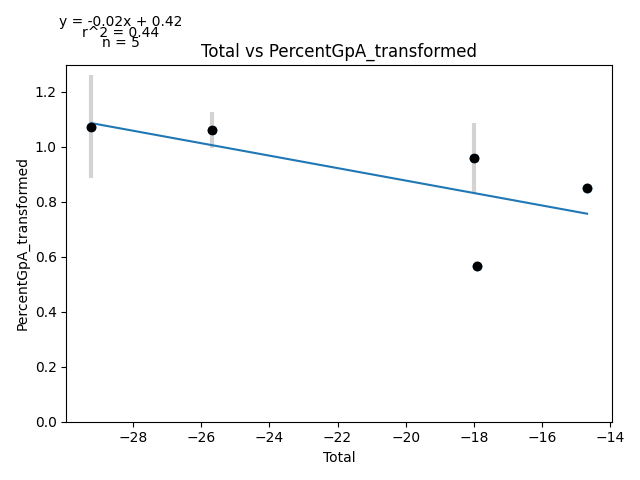 y = -0.02x + 0.42
r^2 = 0.44
n = 5
Total vs PercentGpA_transformed
PercentGpA_transformed
1.2
1.0
0.8
0.6
0.4
0.2
0.0
−28 −26 −24 −22 −20 −18 −16 −14
Total